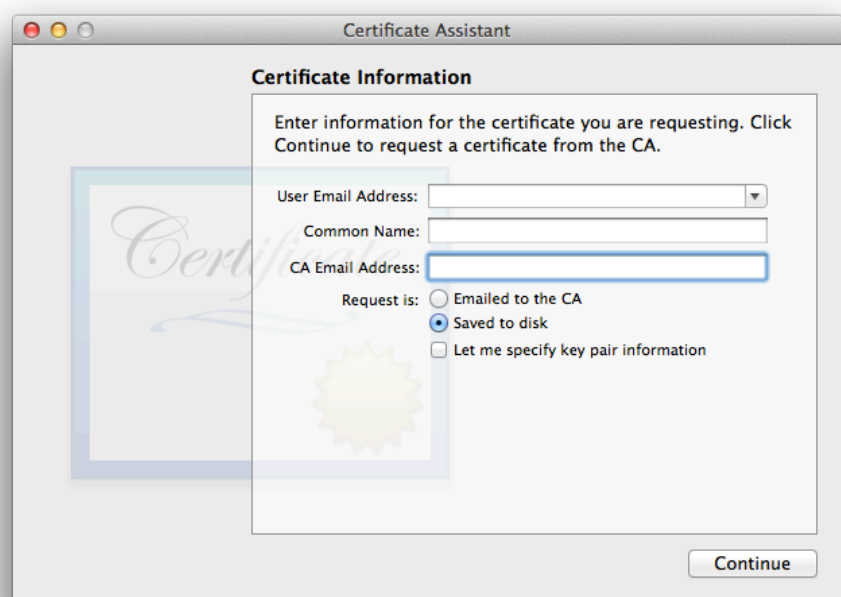 Certificate Assistant
Certificate Information
Enter information for the certificate you are requesting. Click
Continue to request a certificate from the CA.
Certificate
User Email Address:
Common Name:
CA Email Address:
Request is:
Emailed to the CA
Saved to disk
Let me specify key pair information
Continue